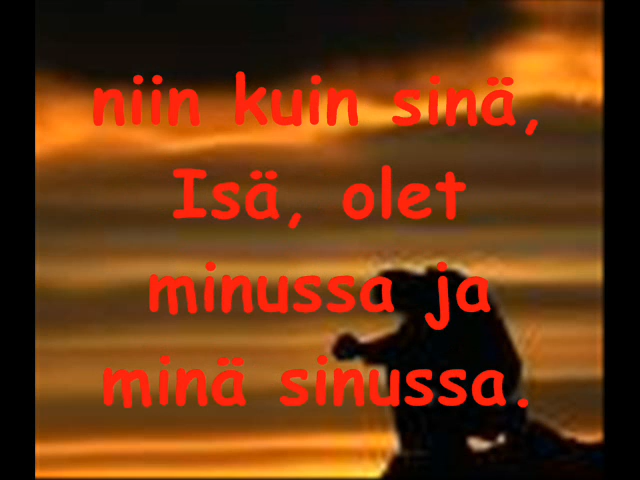 niin kuin sinä,
Isä, olet
minussa ja
minä sinussa.